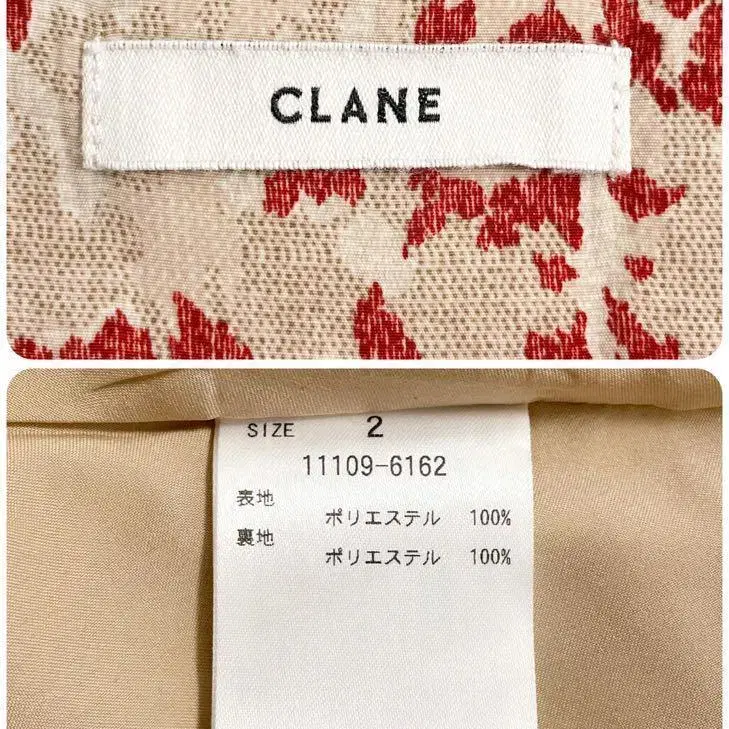 CLANE
SIZE 2
11109-6162
表地
ポリエステル 100%
裏地
ポリエステル 100%